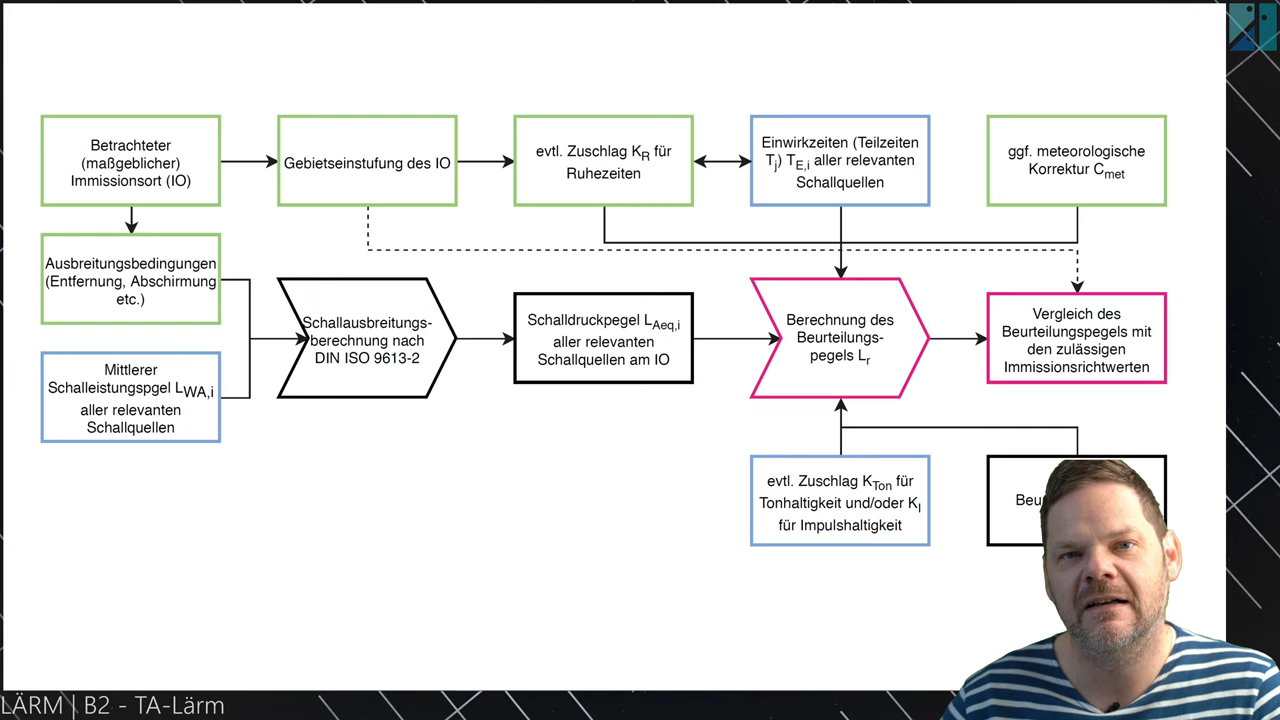 Betrachteter
(maßgeblicher)
Immissionsort (IO)
Gebietseinstufung des IO
evtl. Zuschlag KR für
Ruhezeiten
Einwirkzeiten (Teilzeiten
Tj) TE,i aller relevanten
Schallquellen
ggf. meteorologische
Korrektur Cmet
Ausbreitungsbedingungen
(Entfernung, Abschirmung
etc.)
Mittlerer
Schalleistungspgel LWA,i
aller relevanten
Schallquellen
Schallausbreitungs-
berechnung nach
DIN ISO 9613-2
Schalldruckpegel LAeq,i
aller relevanten
Schallquellen am IO
Berechnung des
Beurteilungs-
pegels Lr
Vergleich des
Beurteilungspegels mit
den zulässigen
Immissionsrichtwerten
evtl. Zuschlag KTon für
Tonhaltigkeit und/oder KI
für Impulshaltigkeit
LÄRM | B2 - TA-Lärm